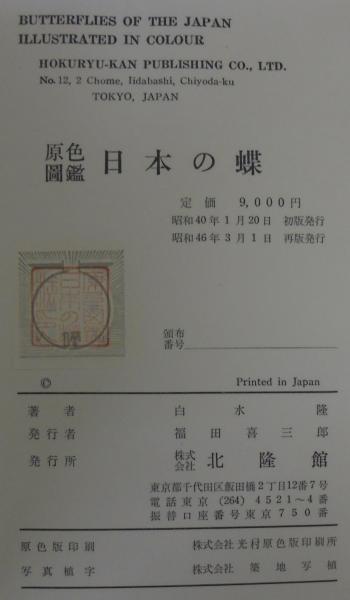 BUTTERFLIES OF THE JAPAN
ILLUSTRATED IN COLOUR
HOKURYU-KAN PUBLISHING CO., LTD.
No. 12, 2 Chome, Iidabashi, Chiyoda-ku
TOKYO, JAPAN
原色圖鑑 日本の蝶
定価 9,000円
昭和40年1月20日 初版発行
昭和46年3月1日 再版発行
頒布番号
© Printed in Japan
著者 白水隆
発行者 福田喜三郎
発行所 株式会社 北隆館
東京都千代田区飯田橋2丁目12番7号
電話東京(264)4521~4
振替口座番号東京750番
原色版印刷 株式会社 光村原色版印刷所
写真植字 株式会社 築地写植